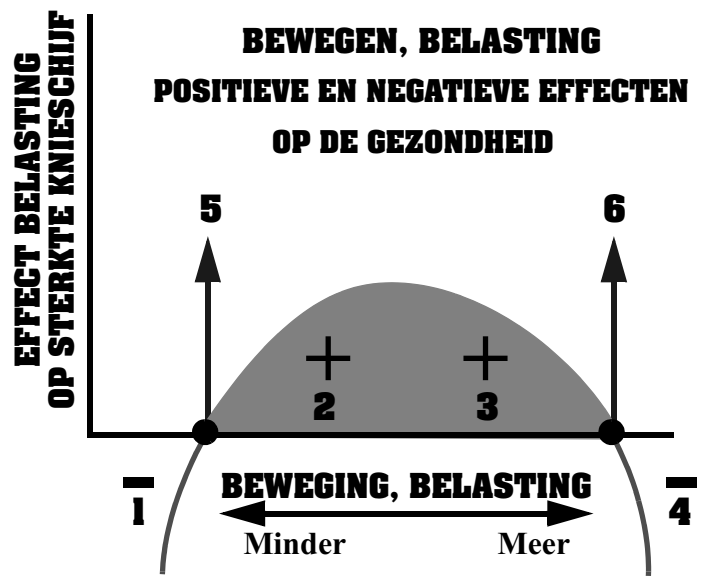 BEWEGEN, BELASTING
POSITIEVE EN NEGATIEVE EFFECTEN
OP DE GEZONDHEID
EFFECT BELASTING
OP STERKTE KNIESCHIJF
5
6
+
+
2
3
BEWEGING, BELASTING
–
–
1
4
Minder
Meer